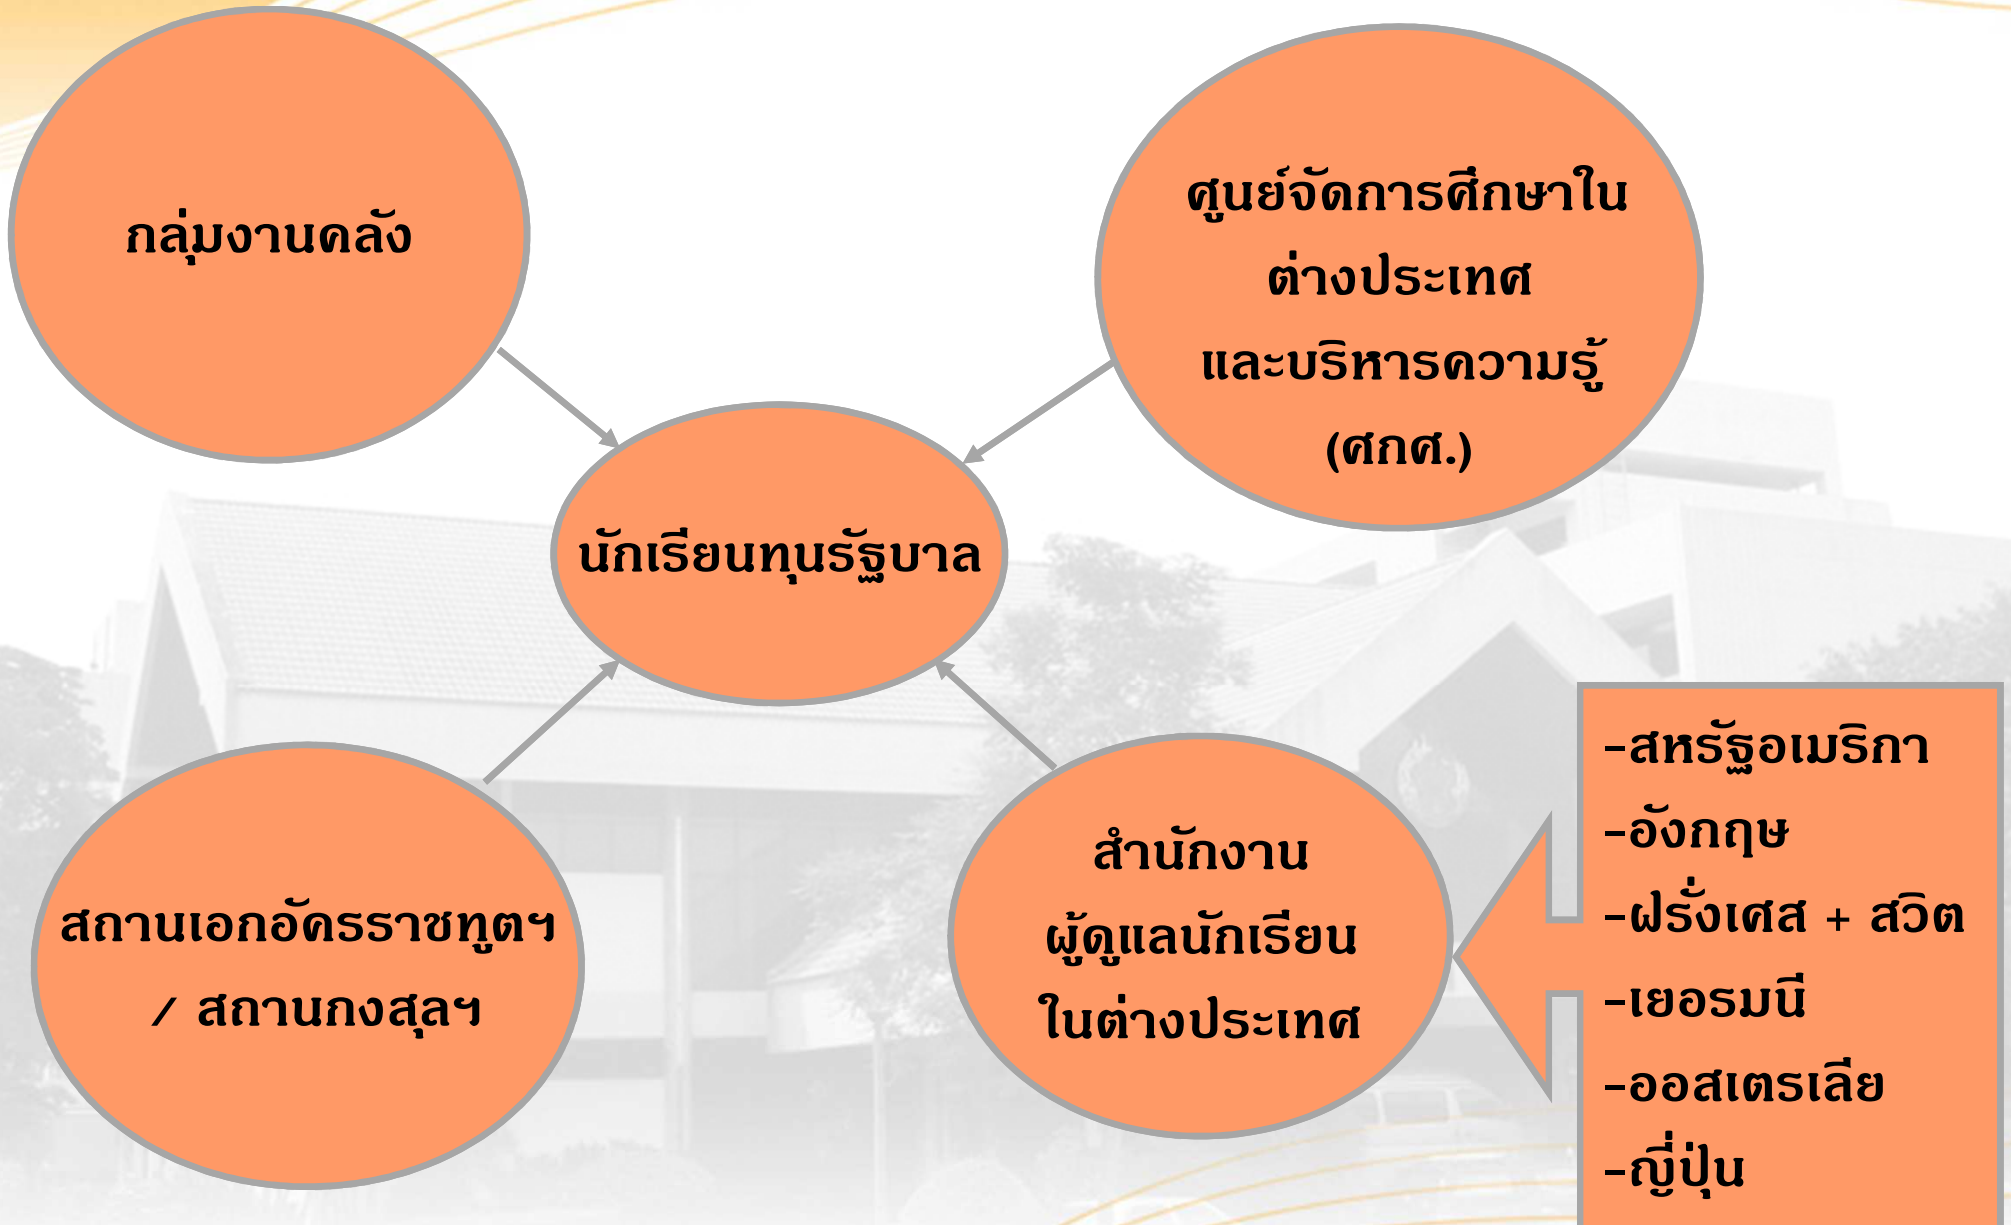 กลุ่มงานคลัง
ศูนย์จัดการศึกษาใน
ต่างประเทศ
และบริหารความรู้
(ศกศ.)
นักเรียนทุนรัฐบาล
สถานเอกอัครราชทูตฯ
/ สถานกงสุลฯ
สำนักงาน
ผู้ดูแลนักเรียน
ในต่างประเทศ
-สหรัฐอเมริกา
-อังกฤษ
-ฝรั่งเศส + สวิต
-เยอรมนี
-ออสเตรเลีย
-ญี่ปุ่น